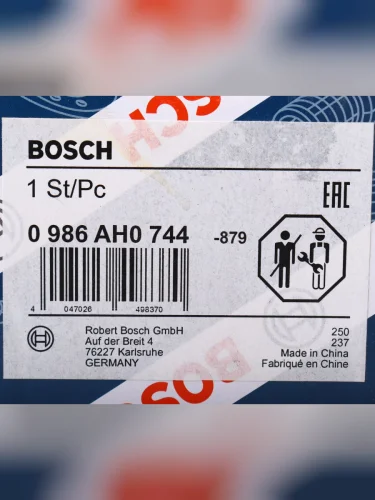 BOSCH
BOSCH
1 St/Pc
EAC
0 986 AH0 744 -879
4 047026 498370
Robert Bosch GmbH
Auf der Breit 4
76227 Karlsruhe
GERMANY
250
237
Made in China
Fabriqué en Chine